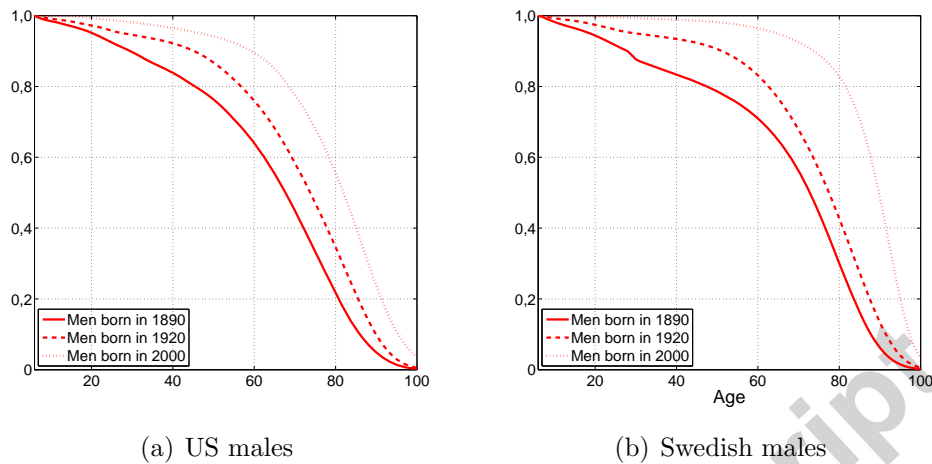 1,0
0,8
0,6
0,4
0,2
0
20 40 60 80 100
Men born in 1890
Men born in 1920
Men born in 2000
(a) US males
1,0
0,8
0,6
0,4
0,2
0
20 40 60 80 100
Age
Men born in 1890
Men born in 1920
Men born in 2000
(b) Swedish males
ript